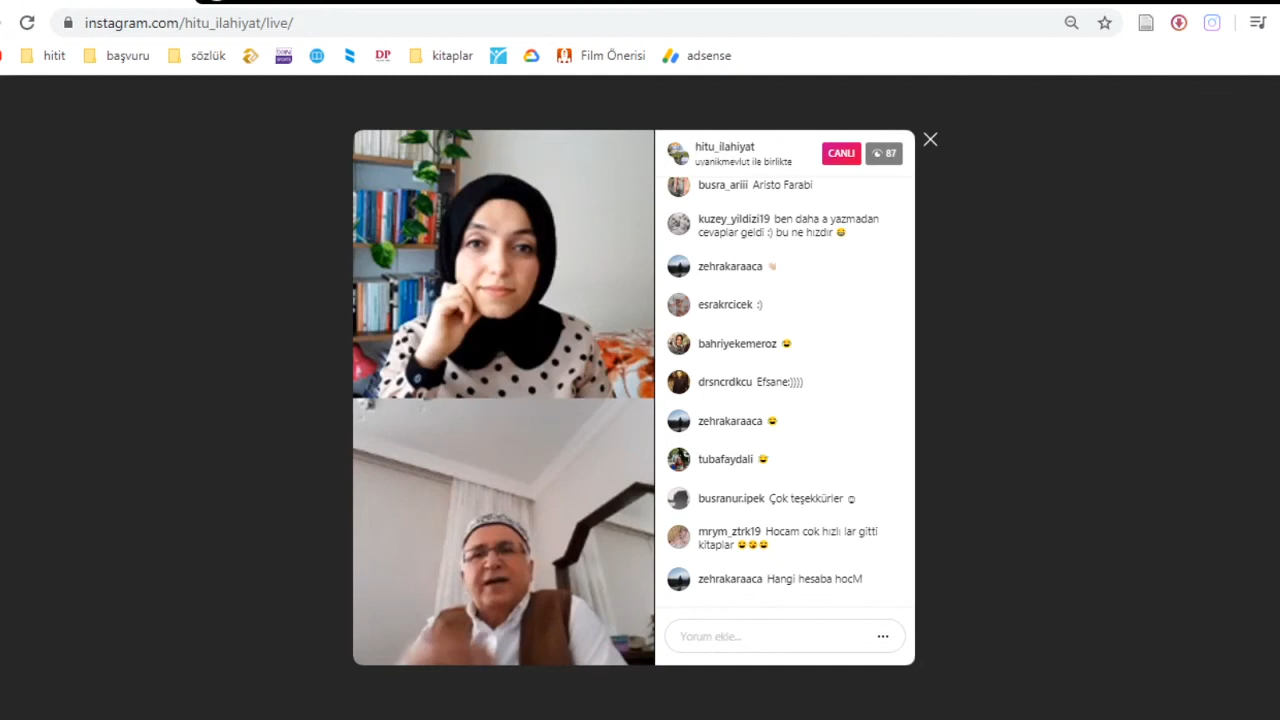 instagram.com/hitu_ilahiyat/live/
hitit başvuru sözlük DP kitaplar Film Önerisi adsense
hitu_ilahiyat
uyanikmevlut ile birlikte
CANLI 87
busra_ariii Aristo Farabi
kuzey_yildizi19 ben daha a yazmadan
cevaplar geldi :) bu ne hızdır 😂
zehrakaraaca 👏🏻
esrakrcicek :)
bahriyekemeroz 😂
drsncrdkcu Efsane:))))
zehrakaraaca 😂
tubafaydali 😅
busranur.ipek Çok teşekkürler ☺
mrym_ztrk19 Hocam cok hızlı lar gitti
kitaplar 😂😂😂
zehrakaraaca Hangi hesaba hocM
Yorum ekle...